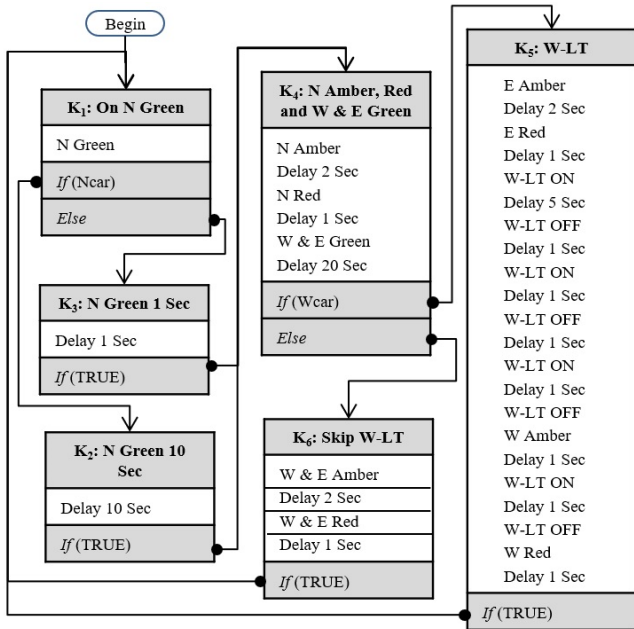 Begin
K₁: On N Green
N Green
If (Ncar)
Else
K₃: N Green 1 Sec
Delay 1 Sec
If (TRUE)
K₂: N Green 10
Sec
Delay 10 Sec
If (TRUE)
K₄: N Amber, Red
and W & E Green
N Amber
Delay 2 Sec
N Red
Delay 1 Sec
W & E Green
Delay 20 Sec
If (Wcar)
Else
K₆: Skip W-LT
W & E Amber
Delay 2 Sec
W & E Red
Delay 1 Sec
If (TRUE)
K₅: W-LT
E Amber
Delay 2 Sec
E Red
Delay 1 Sec
W-LT ON
Delay 5 Sec
W-LT OFF
Delay 1 Sec
W-LT ON
Delay 1 Sec
W-LT OFF
Delay 1 Sec
W-LT ON
Delay 1 Sec
W-LT OFF
W Amber
Delay 1 Sec
W-LT ON
Delay 1 Sec
W-LT OFF
W Red
Delay 1 Sec
If (TRUE)